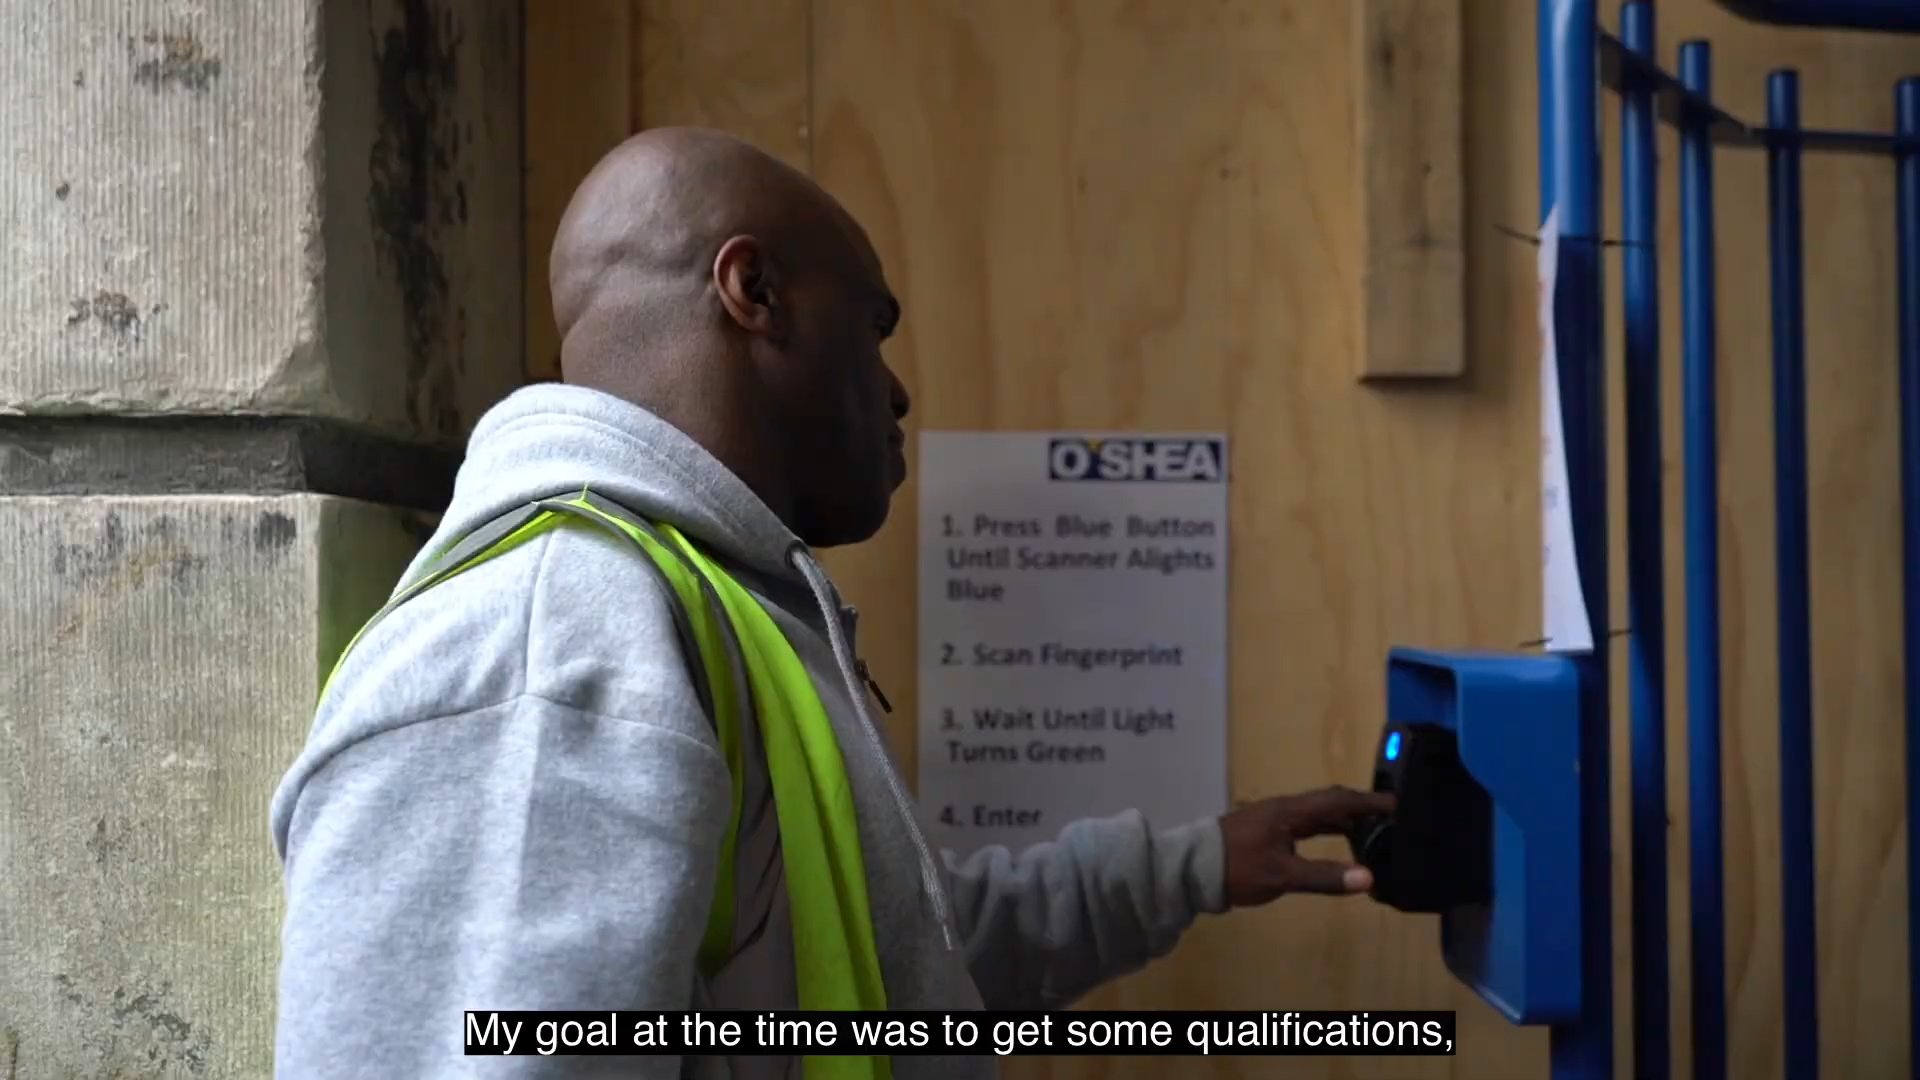 O'SHEA
1. Press Blue Button
Until Scanner Alights
Blue
2. Scan Fingerprint
3. Wait Until Light
Turns Green
4. Enter
My goal at the time was to get some qualifications,